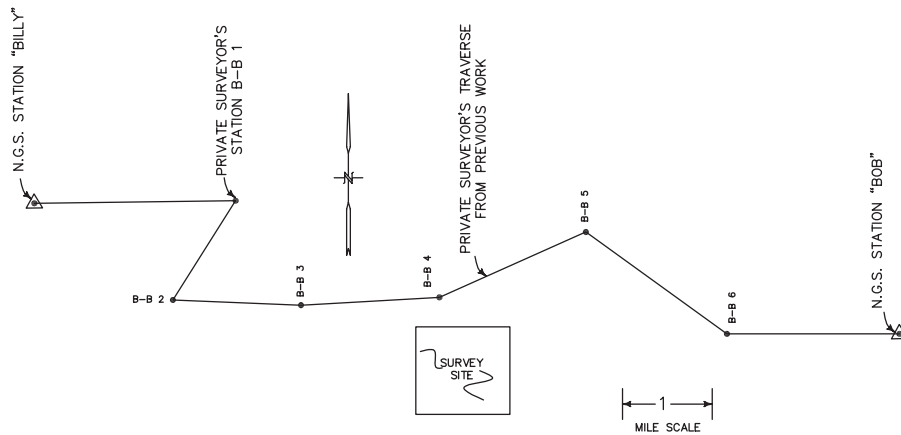 N.G.S. STATION "BILLY"
PRIVATE SURVEYOR'S
STATION B-B 1
N
PRIVATE SURVEYOR'S TRAVERSE
FROM PREVIOUS WORK
B-B 5
N.G.S. STATION "BOB"
B-B 2
B-B 3
B-B 4
B-B 6
SURVEY
SITE
1
MILE SCALE